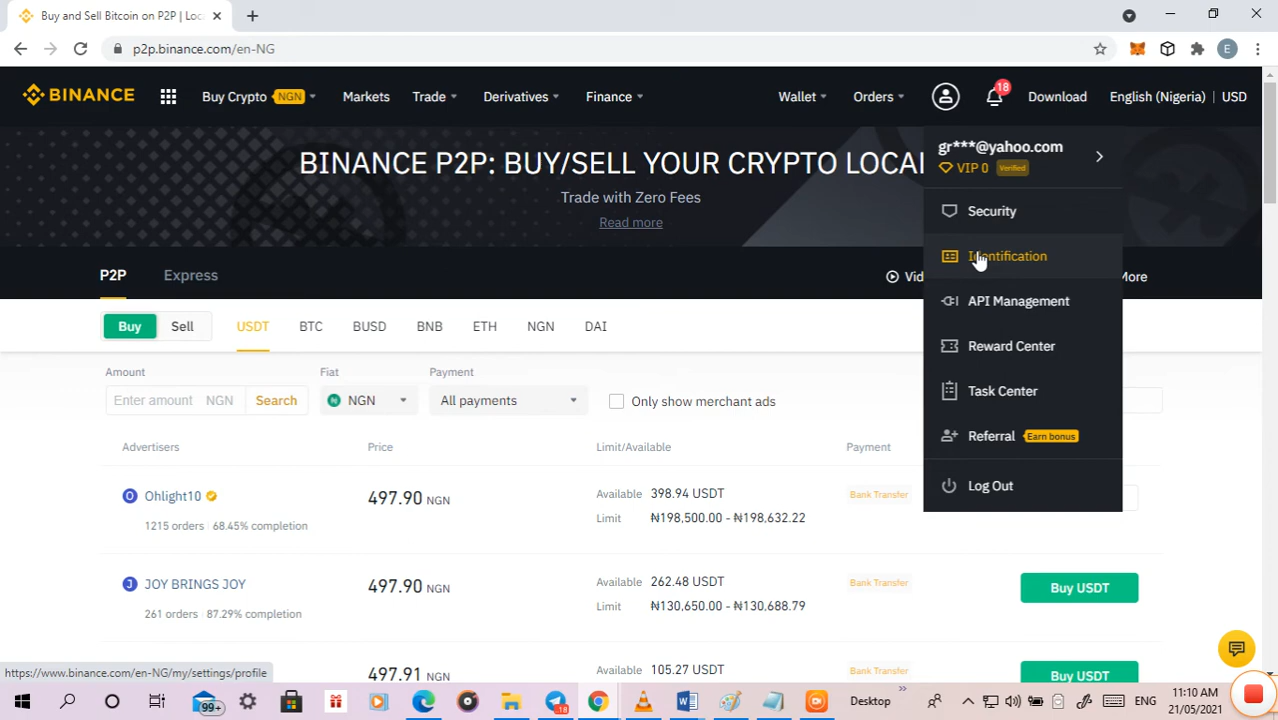 Buy and Sell Bitcoin on P2P | Loca
p2p.binance.com/en-NG
E
BINANCE
Buy Crypto NGN Markets Trade Derivatives Finance Wallet Orders 18 Download English (Nigeria) | USD
gr***@yahoo.com
VIP 0 Verified
BINANCE P2P: BUY/SELL YOUR CRYPTO LOCAL
Trade with Zero Fees
Read more
Security
Identification
API Management
Reward Center
Task Center
Referral Earn bonus
Log Out
P2P Express Vid More
Buy Sell USDT BTC BUSD BNB ETH NGN DAI
Amount Fiat Payment
Enter amount NGN Search NGN All payments Only show merchant ads
Advertisers Price Limit/Available Payment
O Ohlight10 497.90 NGN Available 398.94 USDT Bank Transfer
1215 orders | 68.45% completion Limit ₦198,500.00 - ₦198,632.22
J JOY BRINGS JOY 497.90 NGN Available 262.48 USDT Bank Transfer Buy USDT
261 orders | 87.29% completion Limit ₦130,650.00 - ₦130,688.79
497.91 NGN Available 105.27 USDT Bank Transfer Buy USDT
https://www.binance.com/en-NG/my/settings/profile
99+ 18 Desktop ENG 11:10 AM
21/05/2021